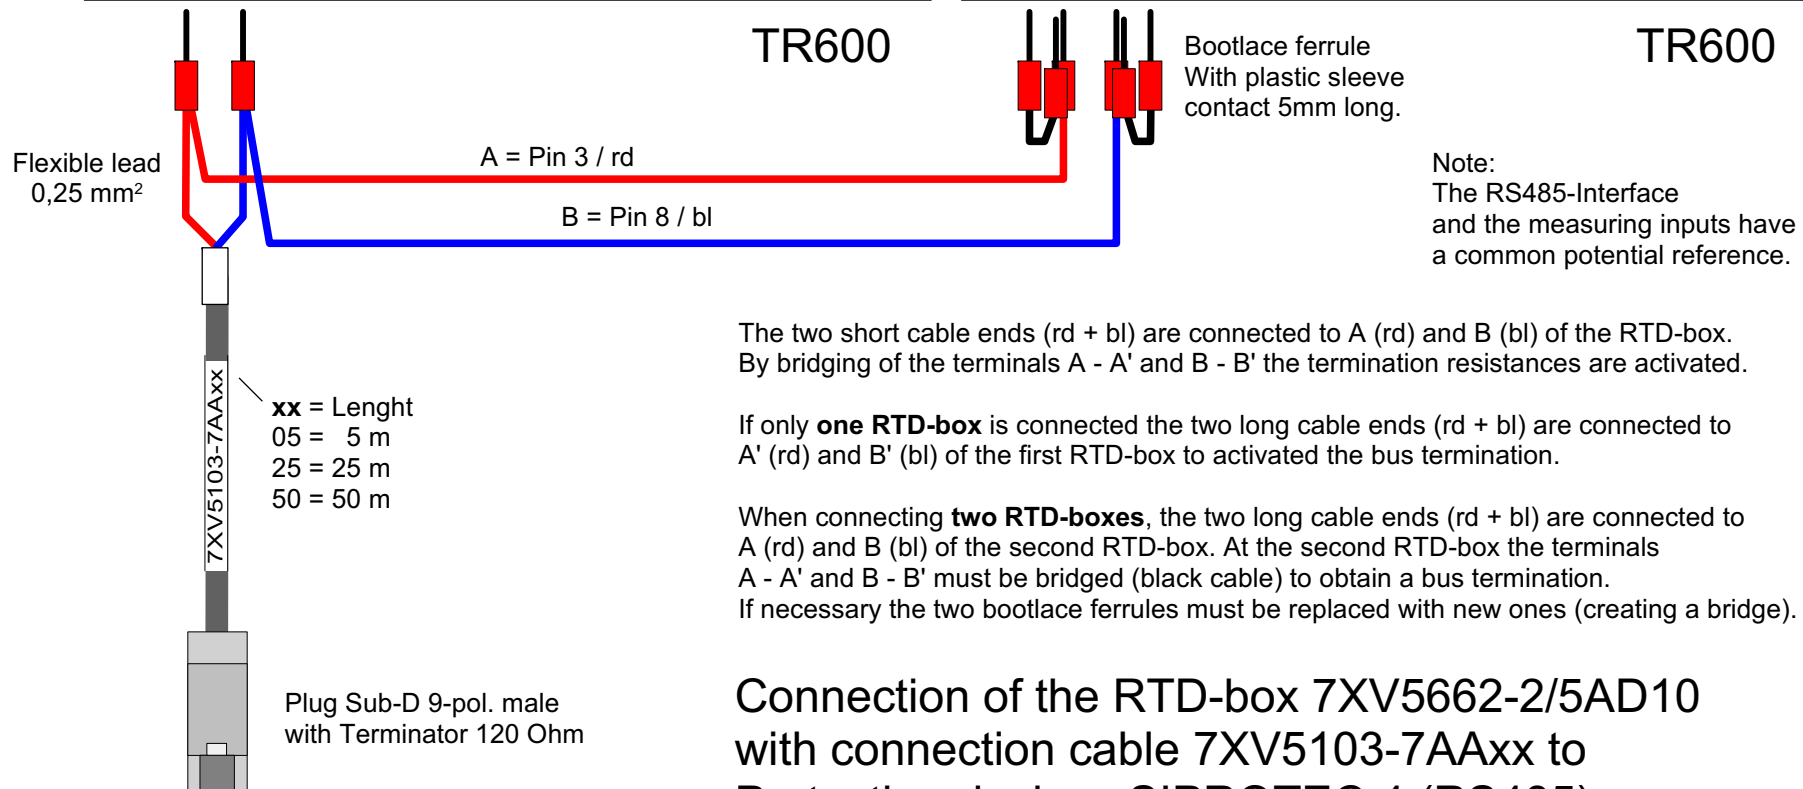 TR600
TR600
Bootlace ferrule
With plastic sleeve
contact 5mm long.
Flexible lead
0,25 mm²
A = Pin 3 / rd
B = Pin 8 / bl
Note:
The RS485-Interface
and the measuring inputs have
a common potential reference.
The two short cable ends (rd + bl) are connected to A (rd) and B (bl) of the RTD-box.
By bridging of the terminals A - A' and B - B' the termination resistances are activated.
7XV5103-7AAxx
xx = Lenght
05 = 5 m
25 = 25 m
50 = 50 m
If only one RTD-box is connected the two long cable ends (rd + bl) are connected to
A' (rd) and B' (bl) of the first RTD-box to activated the bus termination.
When connecting two RTD-boxes, the two long cable ends (rd + bl) are connected to
A (rd) and B (bl) of the second RTD-box. At the second RTD-box the terminals
A - A' and B - B' must be bridged (black cable) to obtain a bus termination.
If necessary the two bootlace ferrules must be replaced with new ones (creating a bridge).
Plug Sub-D 9-pol. male
with Terminator 120 Ohm
Connection of the RTD-box 7XV5662-2/5AD10
with connection cable 7XV5103-7AAxx to
SIPROTEC 4 (RS485)